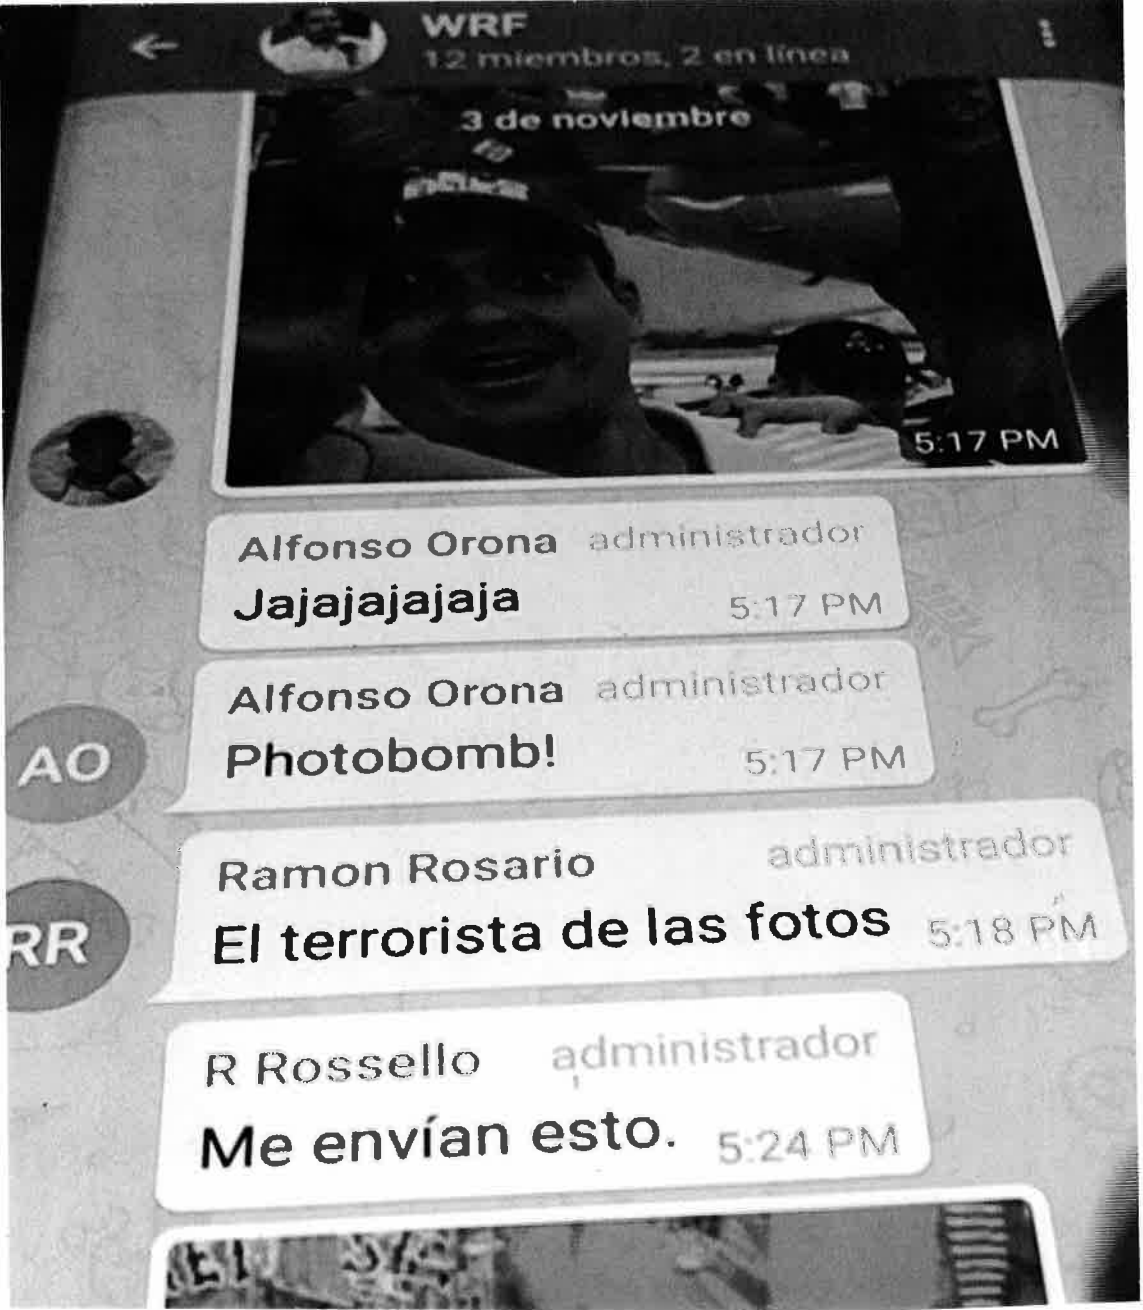 WRF
12 miembros, 2 en línea
3 de noviembre
5:17 PM
Alfonso Orona administrador
Jajajajajaja 5:17 PM
Alfonso Orona administrador
AO
Photobomb! 5:17 PM
Ramon Rosario administrador
RR
El terrorista de las fotos 5:18 PM
R Rossello administrador
Me envían esto. 5:24 PM